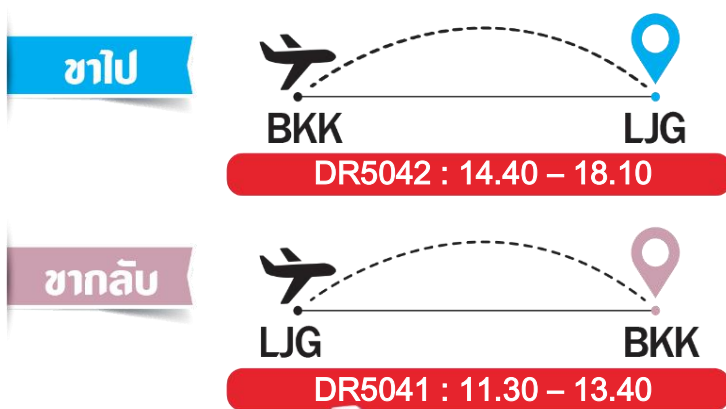 ขาไป
BKK LJG
DR5042 : 14.40 – 18.10
ขากลับ
LJG BKK
DR5041 : 11.30 – 13.40